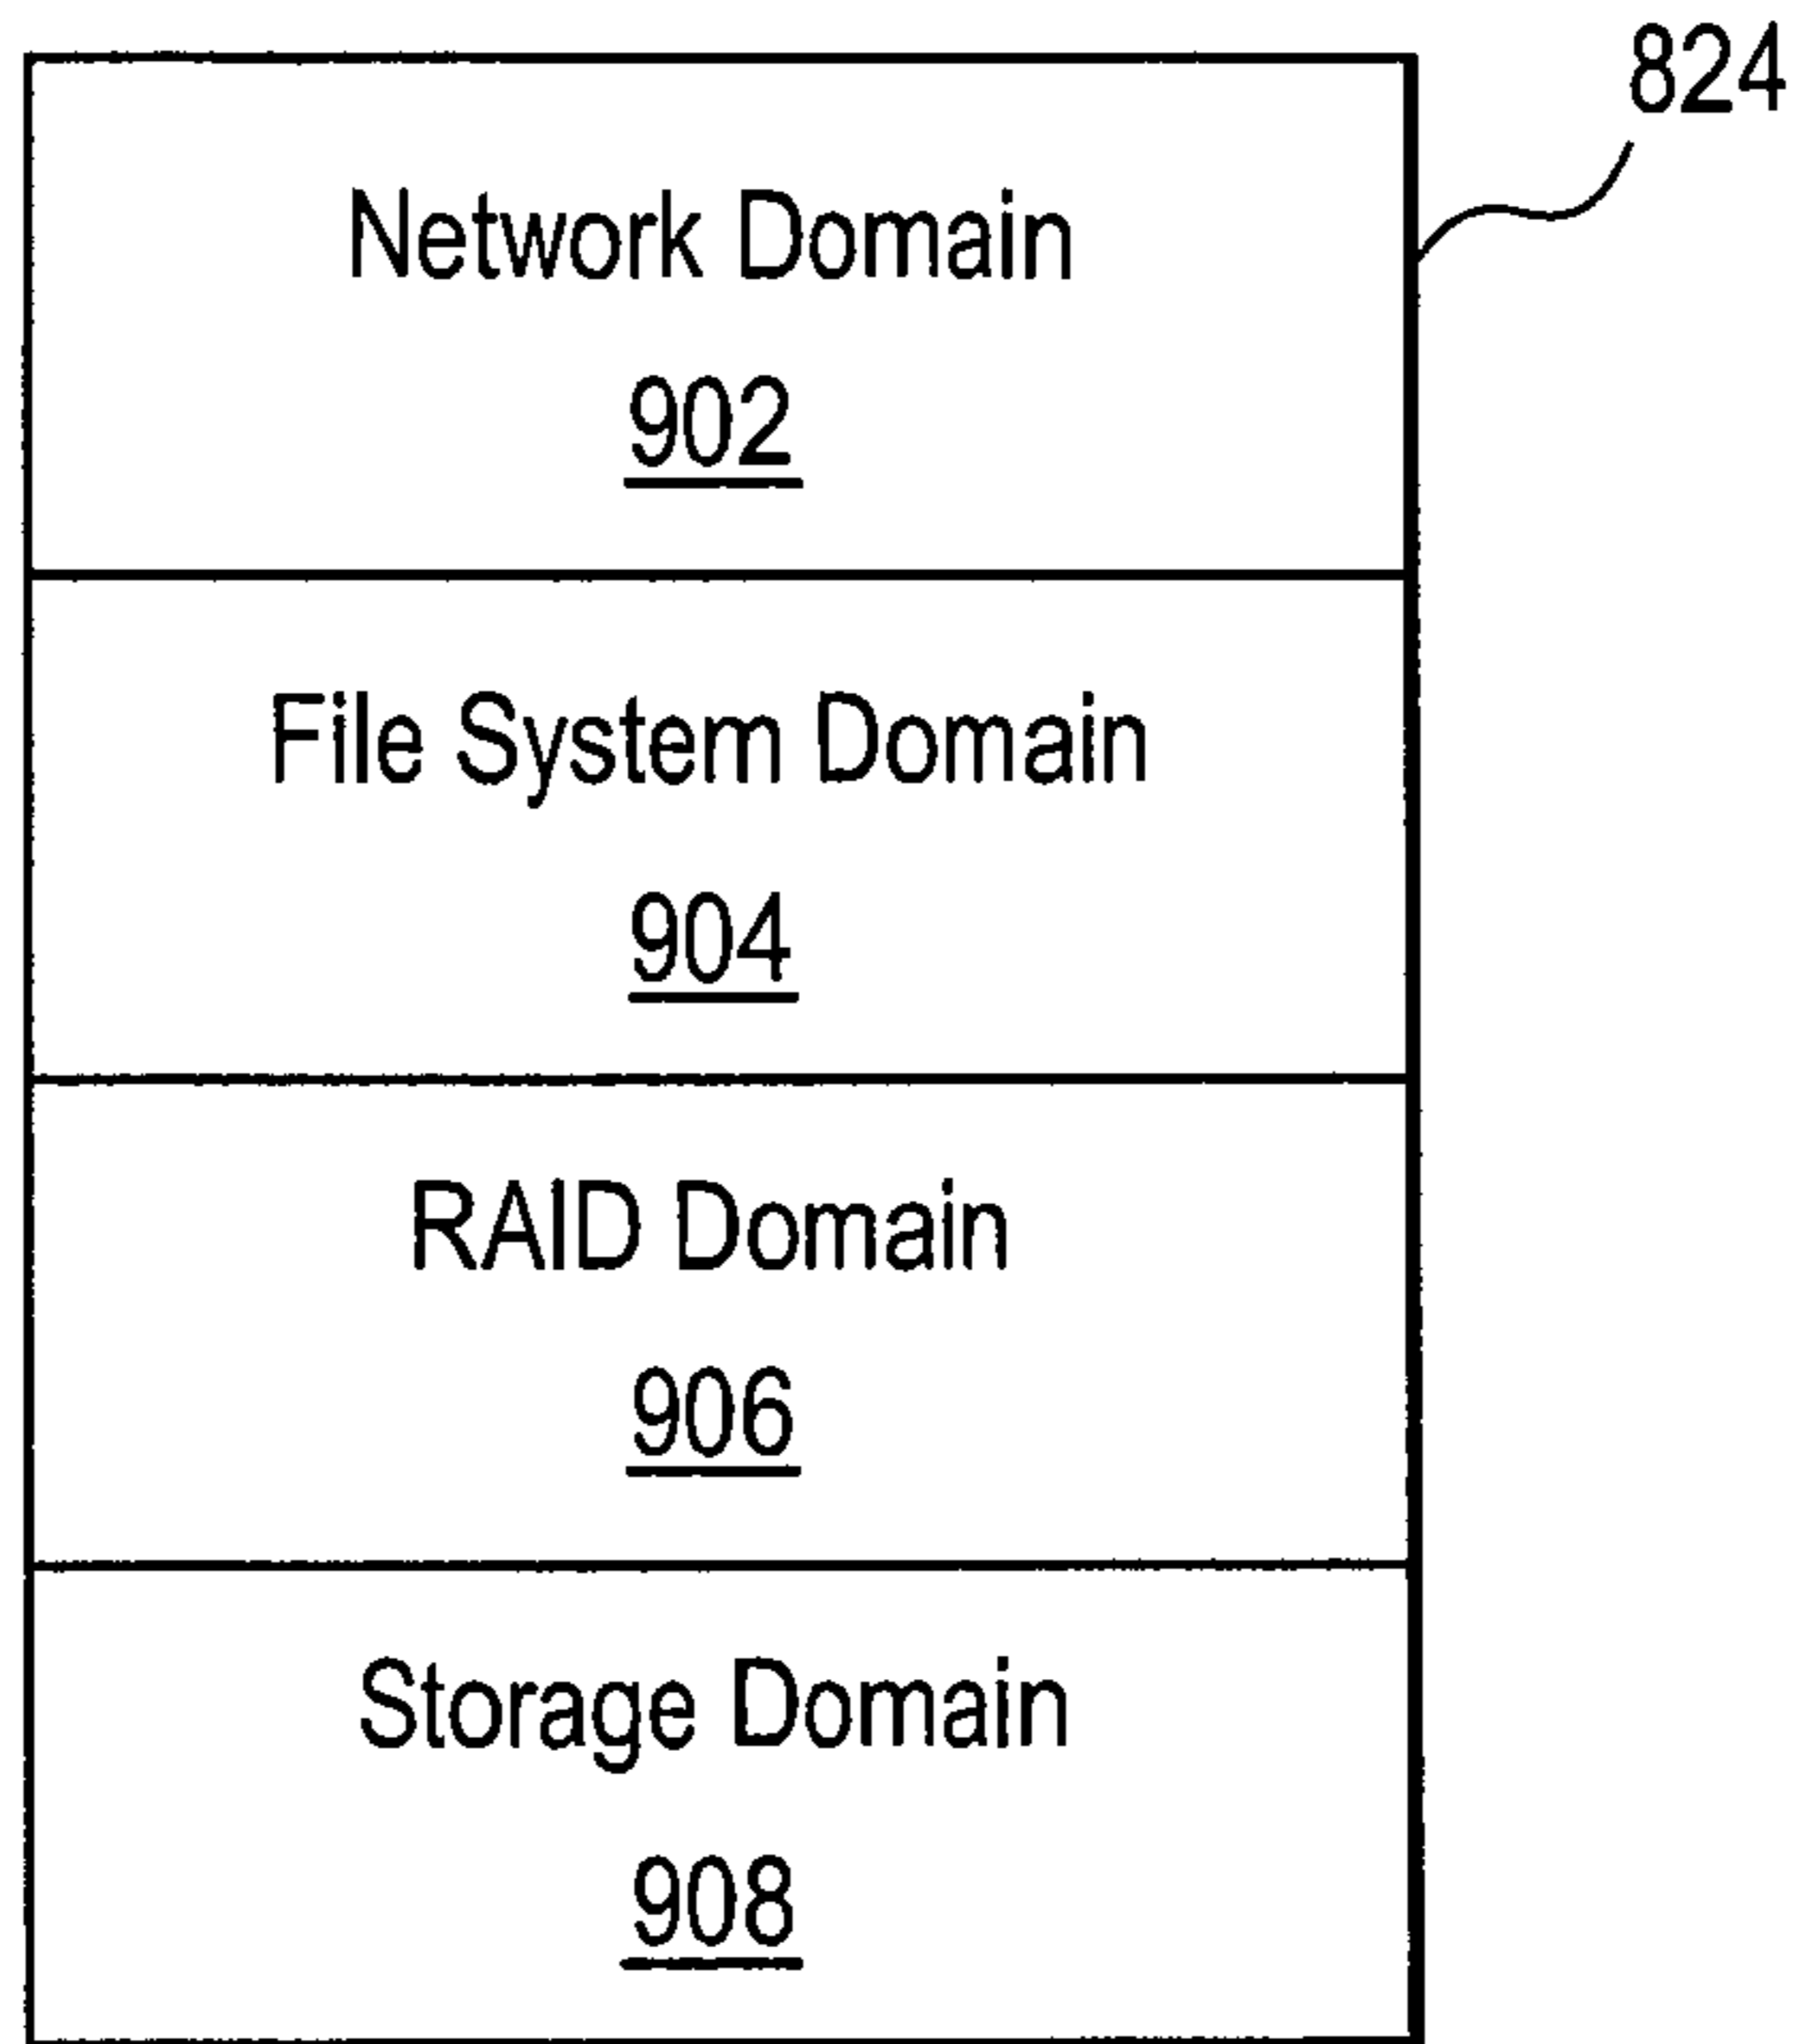 824
Network Domain
902
File System Domain
904
RAID Domain
906
Storage Domain
908